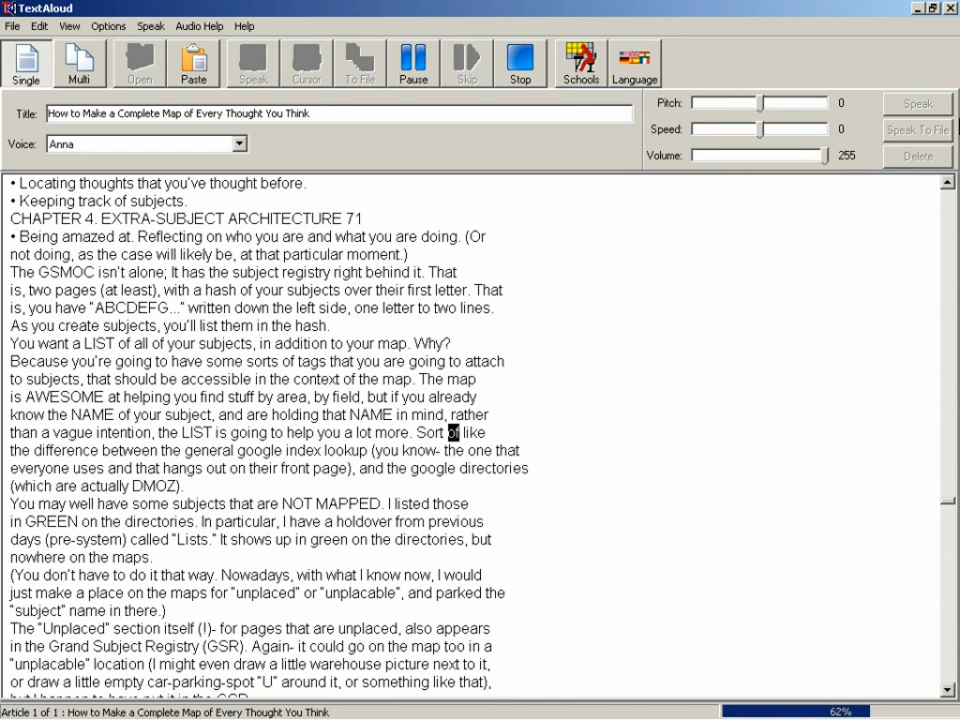 TextAloud
File Edit View Options Speak Audio Help Help
Single Multi Open Paste Speak Cursor To File Pause Skip Stop Schools Language
Title: How to Make a Complete Map of Every Thought You Think
Voice: Anna
Pitch: 0 Speak
Speed: 0 Speak To File
Volume: 255 Delete
• Locating thoughts that you've thought before.
• Keeping track of subjects.
CHAPTER 4. EXTRA-SUBJECT ARCHITECTURE 71
• Being amazed at. Reflecting on who you are and what you are doing. (Or
not doing, as the case will likely be, at that particular moment.)
The GSMOC isn't alone; It has the subject registry right behind it. That
is, two pages (at least), with a hash of your subjects over their first letter. That
is, you have "ABCDEFG..." written down the left side, one letter to two lines.
As you create subjects, you'll list them in the hash.
You want a LIST of all of your subjects, in addition to your map. Why?
Because you're going to have some sorts of tags that you are going to attach
to subjects, that should be accessible in the context of the map. The map
is AWESOME at helping you find stuff by area, by field, but if you already
know the NAME of your subject, and are holding that NAME in mind, rather
than a vague intention, the LIST is going to help you a lot more. Sort of like
the difference between the general google index lookup (you know- the one that
everyone uses and that hangs out on their front page), and the google directories
(which are actually DMOZ).
You may well have some subjects that are NOT MAPPED. I listed those
in GREEN on the directories. In particular, I have a holdover from previous
days (pre-system) called "Lists." It shows up in green on the directories, but
nowhere on the maps.
(You don't have to do it that way. Nowadays, with what I know now, I would
just make a place on the maps for "unplaced" or "unplacable", and parked the
"subject" name in there.)
The "Unplaced" section itself (!)- for pages that are unplaced, also appears
in the Grand Subject Registry (GSR). Again- it could go on the map too in a
"unplacable" location (I might even draw a little warehouse picture next to it,
or draw a little empty car-parking-spot "U" around it, or something like that),
but I happen to have put it in the GSR.
Article 1 of 1 : How to Make a Complete Map of Every Thought You Think 62%